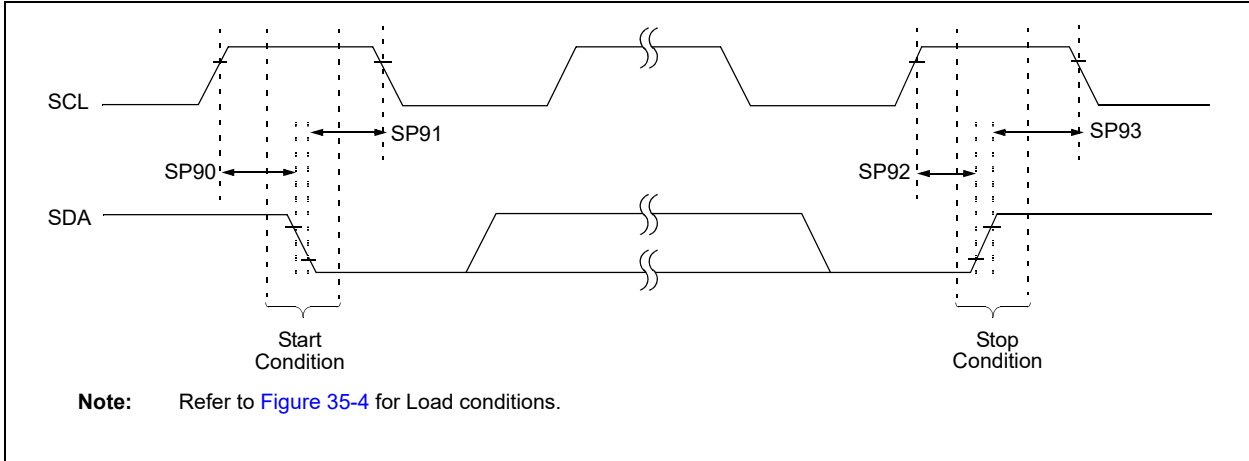 SCL
SP91
SP93
SP90
SP92
SDA
Start
Condition
Stop
Condition
Note: Refer to Figure 35-4 for Load conditions.